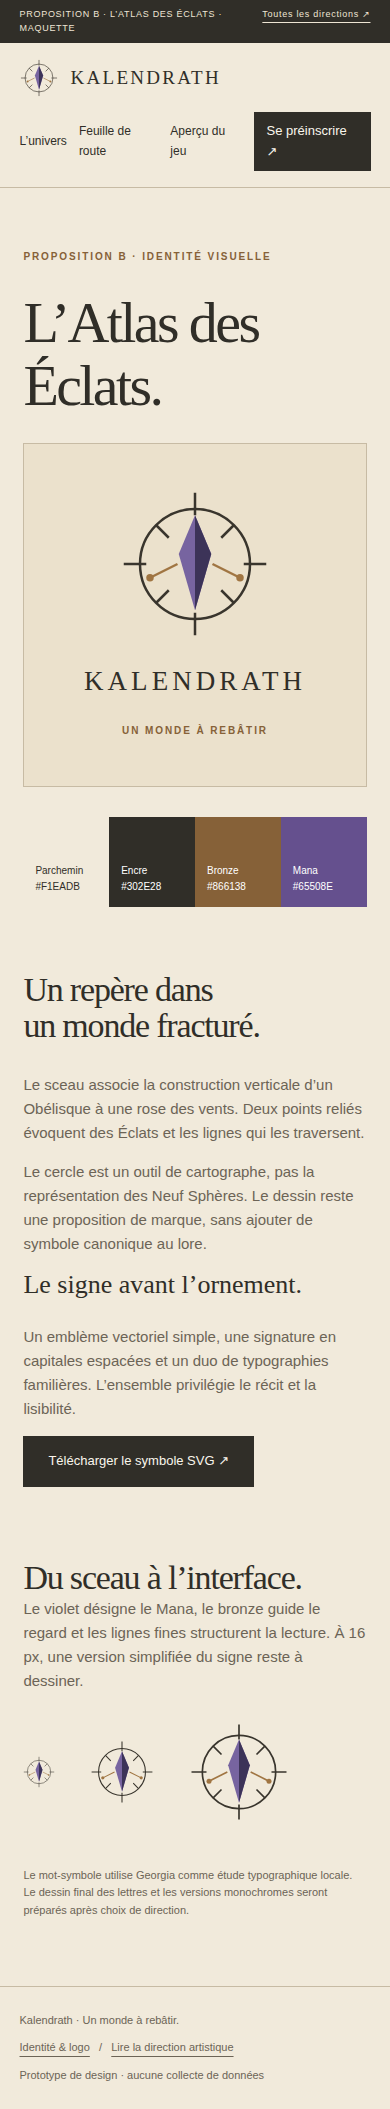 PROPOSITION B · L'ATLAS DES ÉCLATS ·
MAQUETTE
Toutes les directions ↗
KALENDRATH
L'univers
Feuille de
route
Aperçu du
jeu
Se préinscrire
↗
PROPOSITION B · IDENTITÉ VISUELLE
L’Atlas des
Éclats.
KALENDRATH
UN MONDE À REBÂTIR
Parchemin
#F1EADB
Encre
#302E28
Bronze
#866138
Mana
#65508E
Un repère dans
un monde fracturé.
Le sceau associe la construction verticale d’un
Obélisque à une rose des vents. Deux points reliés
évoquent des Éclats et les lignes qui les traversent.
Le cercle est un outil de cartographe, pas la
représentation des Neuf Sphères. Le dessin reste
une proposition de marque, sans ajouter de
symbole canonique au lore.
Le signe avant l’ornement.
Un emblème vectoriel simple, une signature en
capitales espacées et un duo de typographies
familières. L’ensemble privilégie le récit et la
lisibilité.
Télécharger le symbole SVG ↗
Du sceau à l’interface.
Le violet désigne le Mana, le bronze guide le
regard et les lignes fines structurent la lecture. À 16
px, une version simplifiée du signe reste à
dessiner.
Le mot-symbole utilise Georgia comme étude typographique locale.
Le dessin final des lettres et les versions monochromes seront
préparés après choix de direction.
Kalendrath · Un monde à rebâtir.
Identité & logo / Lire la direction artistique
Prototype de design · aucune collecte de données